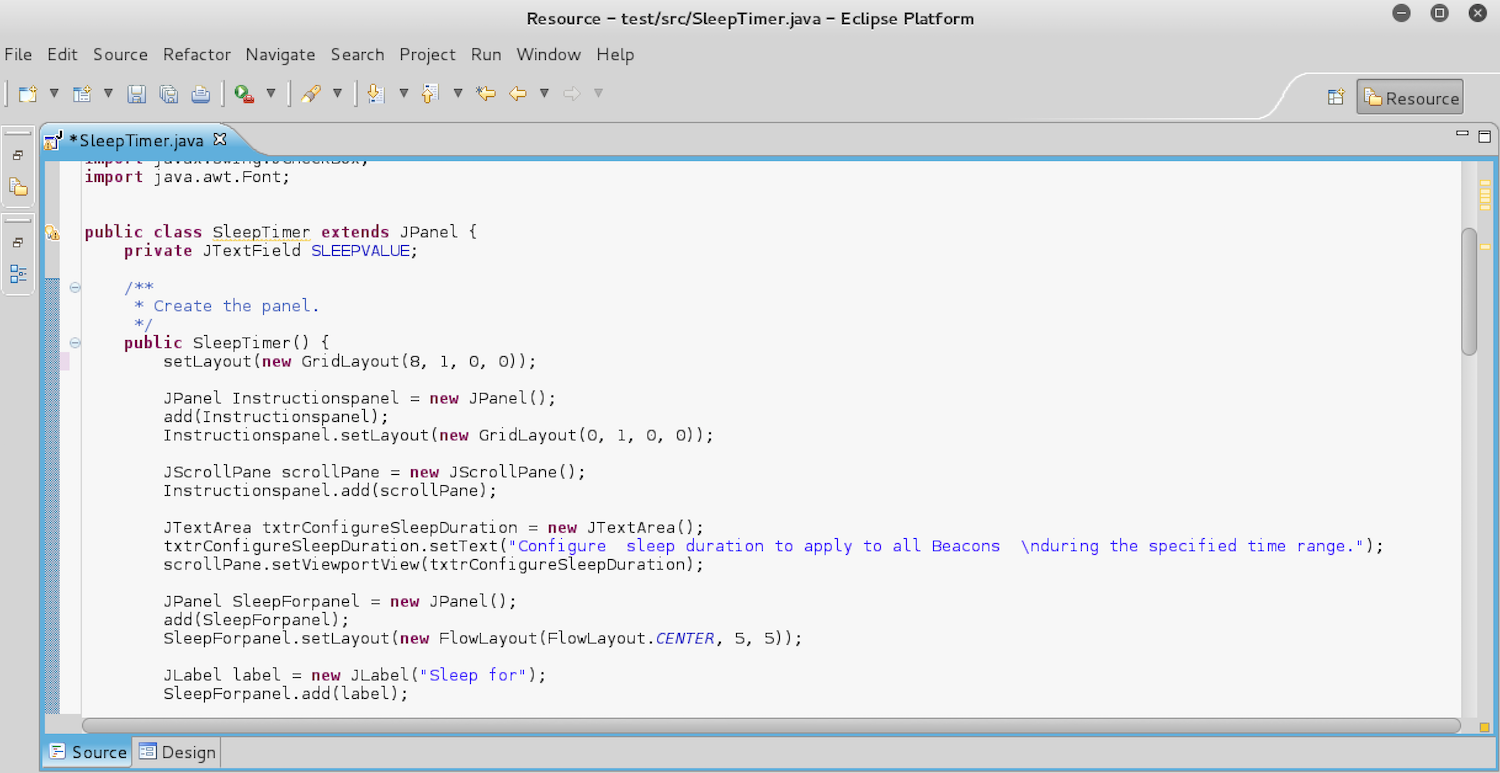 Resource – test/src/SleepTimer.java – Eclipse Platform
File Edit Source Refactor Navigate Search Project Run Window Help
Resource
*SleepTimer.java
import javax.swing.JCheckBox;
import java.awt.Font;
public class SleepTimer extends JPanel {
private JTextField SLEEPVALUE;
/**
* Create the panel.
*/
public SleepTimer() {
setLayout(new GridLayout(8, 1, 0, 0));
JPanel Instructionspanel = new JPanel();
add(Instructionspanel);
Instructionspanel.setLayout(new GridLayout(0, 1, 0, 0));
JScrollPane scrollPane = new JScrollPane();
Instructionspanel.add(scrollPane);
JTextArea txtrConfigureSleepDuration = new JTextArea();
txtrConfigureSleepDuration.setText("Configure  sleep duration to apply to all Beacons  \nduring the specified time range.");
scrollPane.setViewportView(txtrConfigureSleepDuration);
JPanel SleepForpanel = new JPanel();
add(SleepForpanel);
SleepForpanel.setLayout(new FlowLayout(FlowLayout.CENTER, 5, 5));
JLabel label = new JLabel("Sleep for");
SleepForpanel.add(label);
Source Design